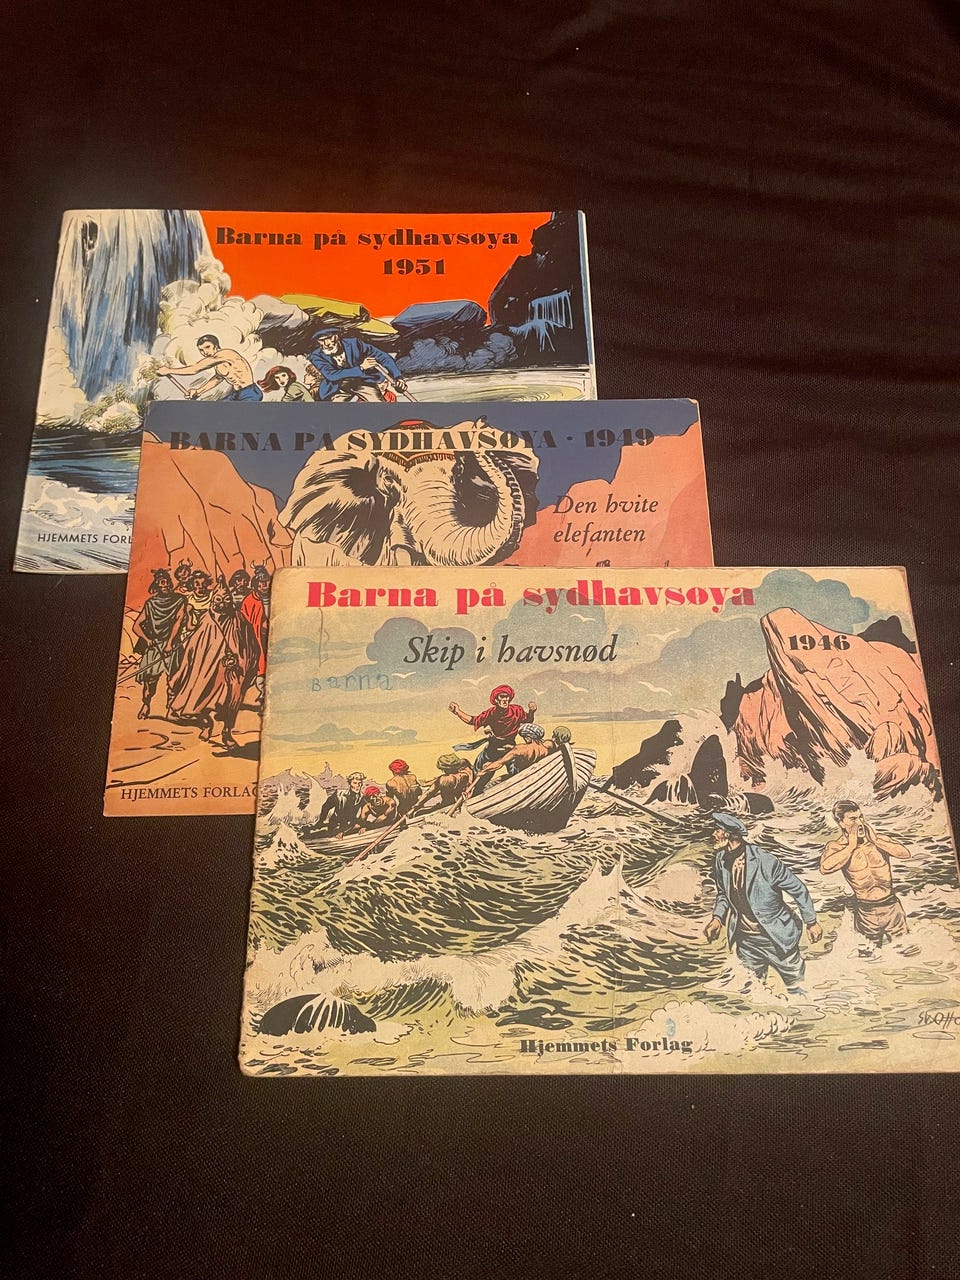 Barna på sydhavsøya
1951
HJEMMETS
BARNA PÅ SYDHAVSØYA · 1949
Den hvite
elefanten
HJEMMETS FORLAG
Barna på sydhavsøya
Skip i havsnød
1946
Barna
Hjemmets Forlag